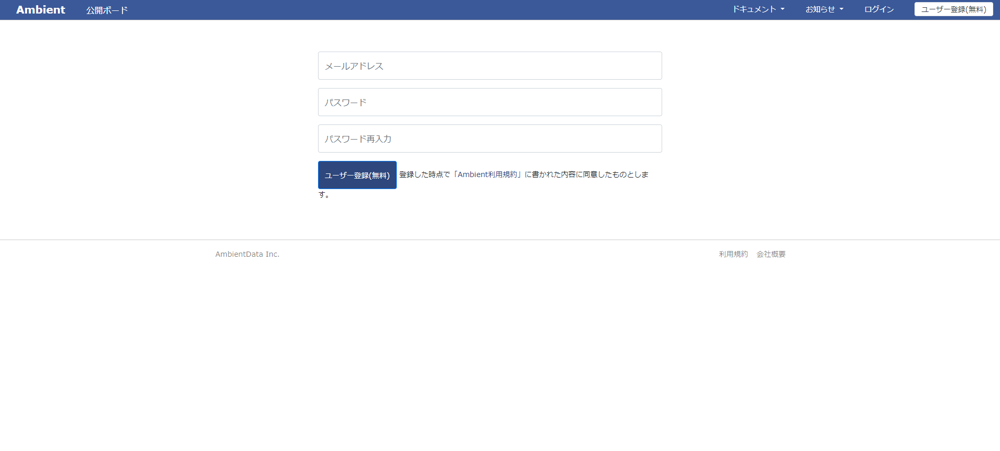 Ambient 公開ボード ドキュメント お知らせ ログイン ユーザー登録(無料)
メールアドレス
パスワード
パスワード再入力
ユーザー登録(無料) 登録した時点で「Ambient利用規約」に書かれた内容に同意したものとしま
す。
AmbientData Inc. 利用規約 会社概要